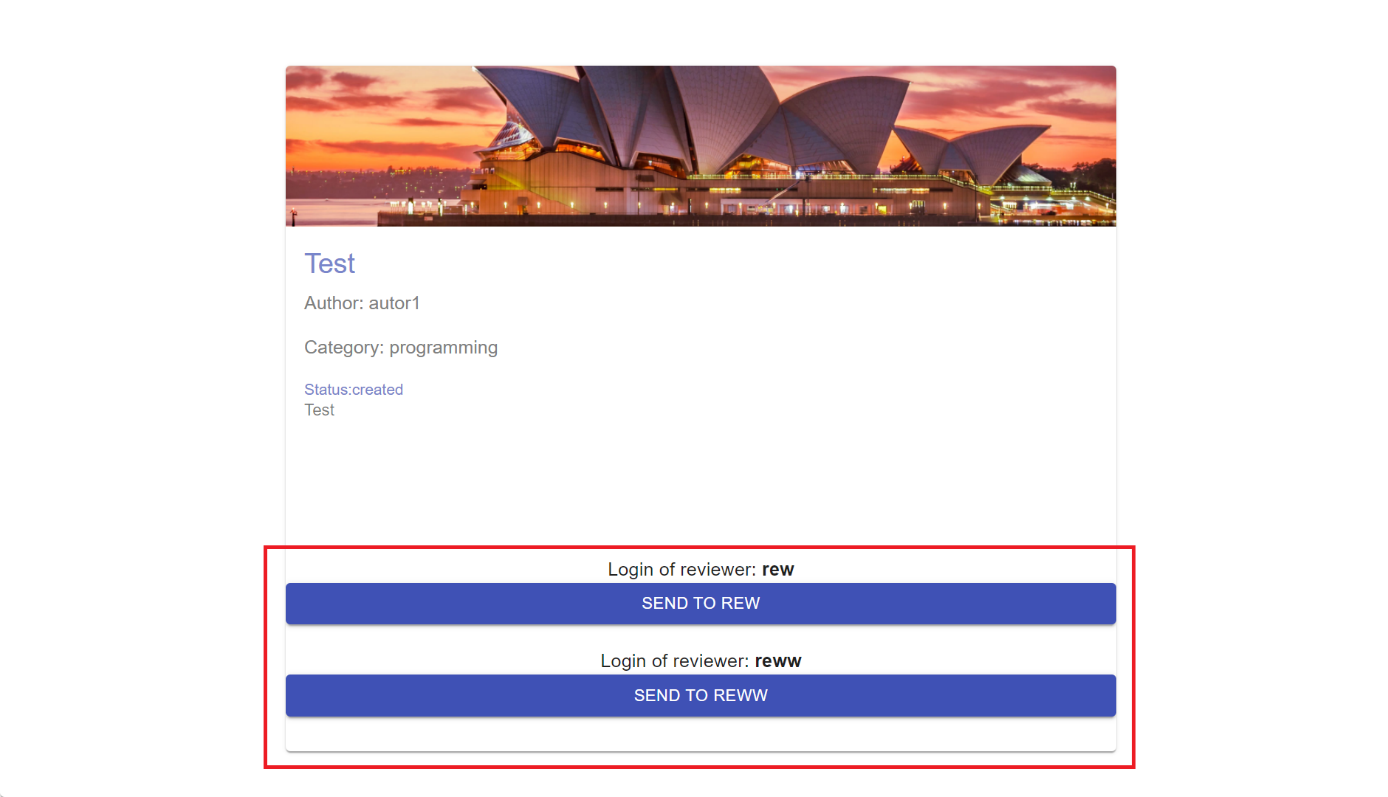 Test
Author: autor1
Category: programming
Status:created
Test
Login of reviewer: rew
SEND TO REW
Login of reviewer: reww
SEND TO REWW